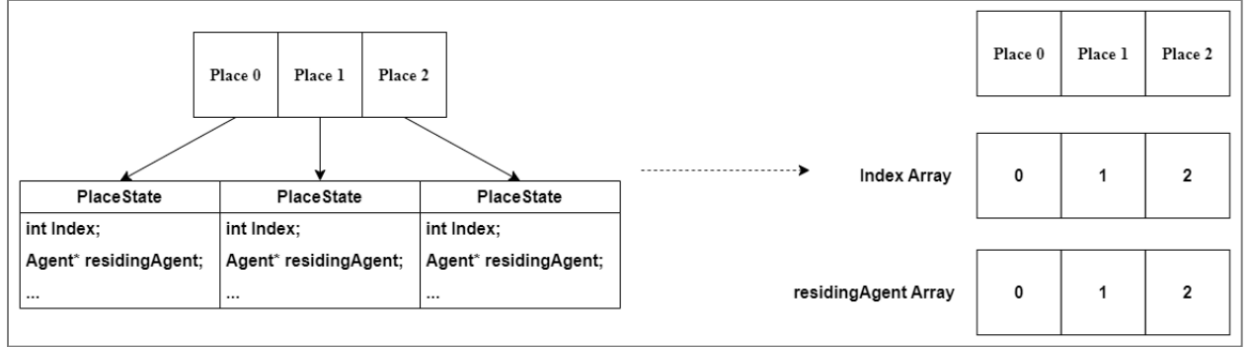 Place 0 Place 1 Place 2
PlaceState PlaceState PlaceState
int Index; int Index; int Index;
Agent* residingAgent; Agent* residingAgent; Agent* residingAgent;
... ... ...
Place 0 Place 1 Place 2
Index Array 0 1 2
residingAgent Array 0 1 2